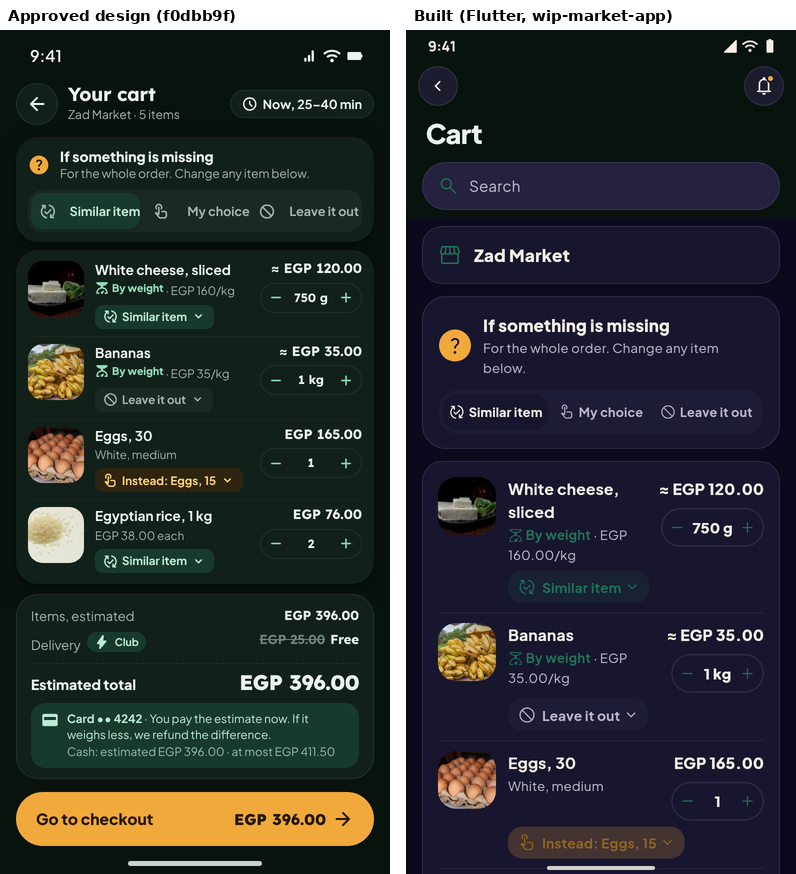 Approved design (f0dbb9f)
9:41
Your cart
Zad Market · 5 items
Now, 25–40 min
?
If something is missing
For the whole order. Change any item below.
Similar item
My choice
Leave it out
White cheese, sliced
≈ EGP 120.00
By weight · EGP 160/kg
− 750 g +
Similar item
Bananas
≈ EGP 35.00
By weight · EGP 35/kg
− 1 kg +
Leave it out
Eggs, 30
EGP 165.00
White, medium
− 1 +
Instead: Eggs, 15
Egyptian rice, 1 kg
EGP 76.00
EGP 38.00 each
− 2 +
Similar item
Items, estimated
EGP 396.00
Delivery
Club
EGP 25.00 Free
Estimated total
EGP 396.00
Card •• 4242 · You pay the estimate now. If it
weighs less, we refund the difference.
Cash: estimated EGP 396.00 · at most EGP 411.50
Go to checkout
EGP 396.00
Built (Flutter, wip-market-app)
9:41
Cart
Search
Zad Market
?
If something is missing
For the whole order. Change any item
below.
Similar item
My choice
Leave it out
White cheese,
sliced
≈ EGP 120.00
By weight · EGP
160.00/kg
− 750 g +
Similar item
Bananas
≈ EGP 35.00
By weight · EGP
35.00/kg
− 1 kg +
Leave it out
Eggs, 30
EGP 165.00
White, medium
− 1 +
Instead: Eggs, 15